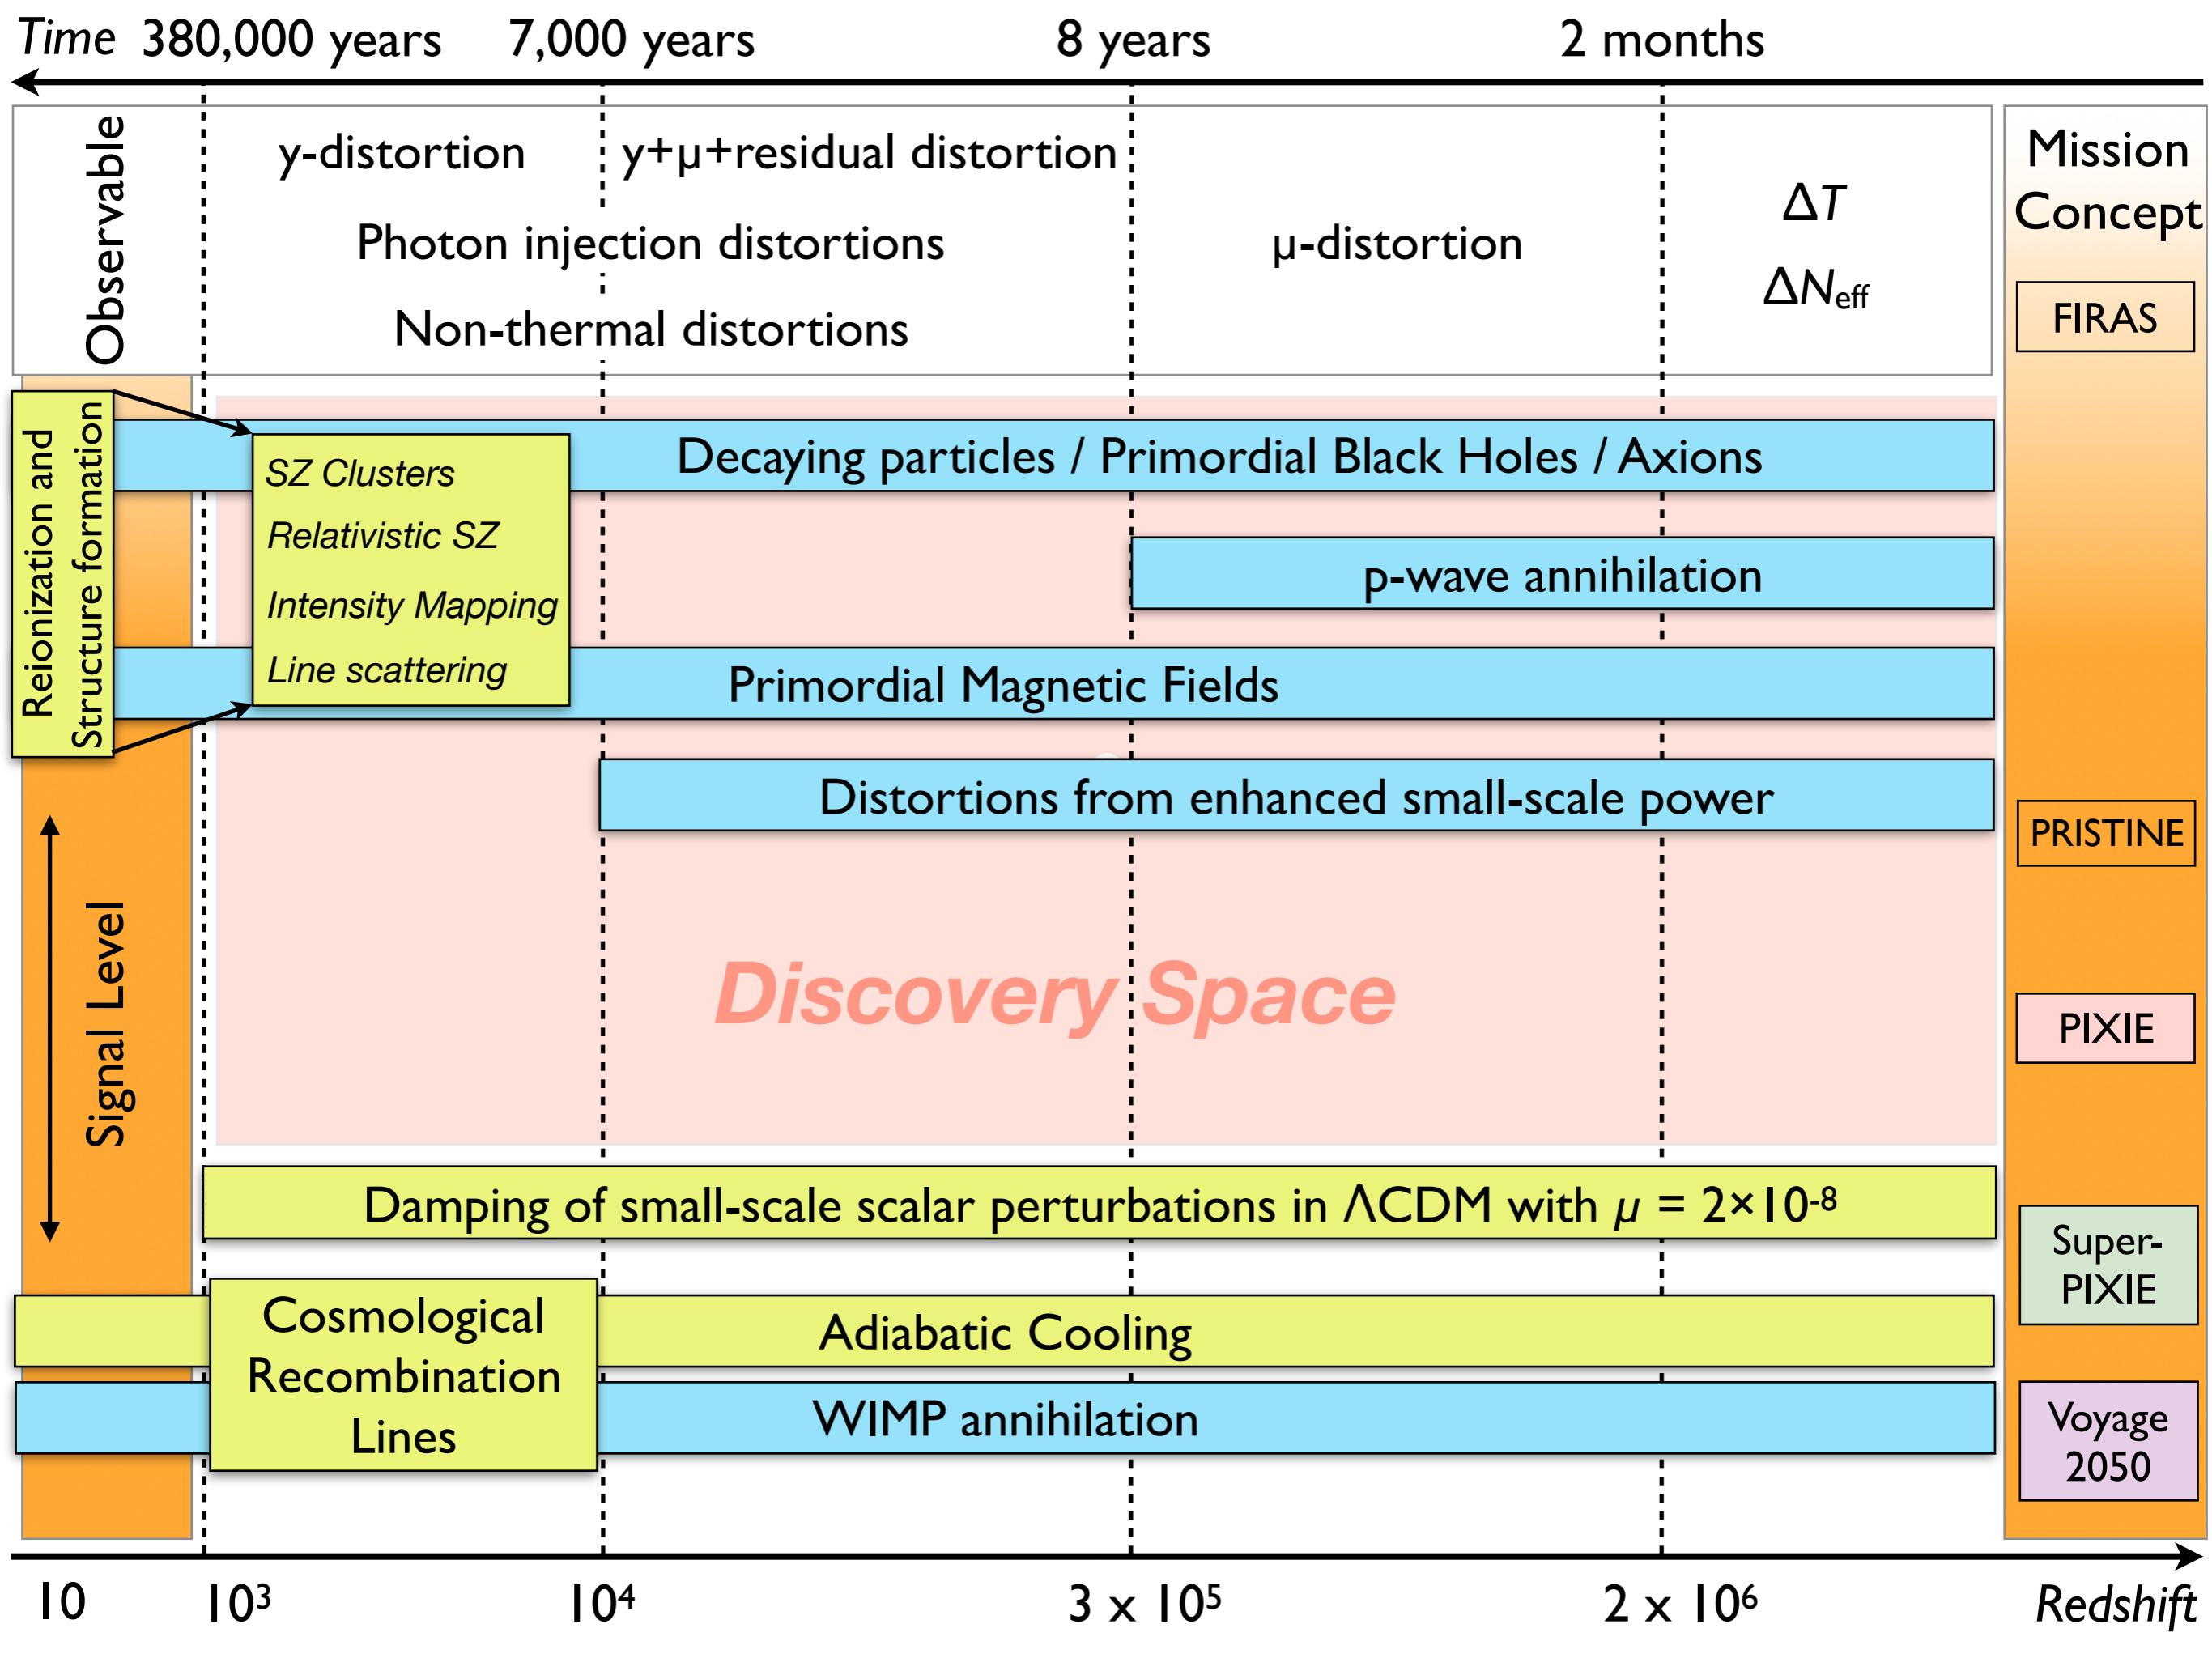 Time 380,000 years 7,000 years 8 years 2 months
Observable
y-distortion
y+μ+residual distortion
Photon injection distortions
Non-thermal distortions
μ-distortion
ΔT
ΔNeff
Mission
Concept
FIRAS
PRISTINE
PIXIE
Super-
PIXIE
Voyage
2050
Reionization and
Structure formation
SZ Clusters
Relativistic SZ
Intensity Mapping
Line scattering
Decaying particles / Primordial Black Holes / Axions
p-wave annihilation
Primordial Magnetic Fields
Distortions from enhanced small-scale power
Signal Level
Discovery Space
Damping of small-scale scalar perturbations in ΛCDM with μ = 2×10⁻⁸
Cosmological
Recombination
Lines
Adiabatic Cooling
WIMP annihilation
10 10³ 10⁴ 3 x 10⁵ 2 x 10⁶ Redshift